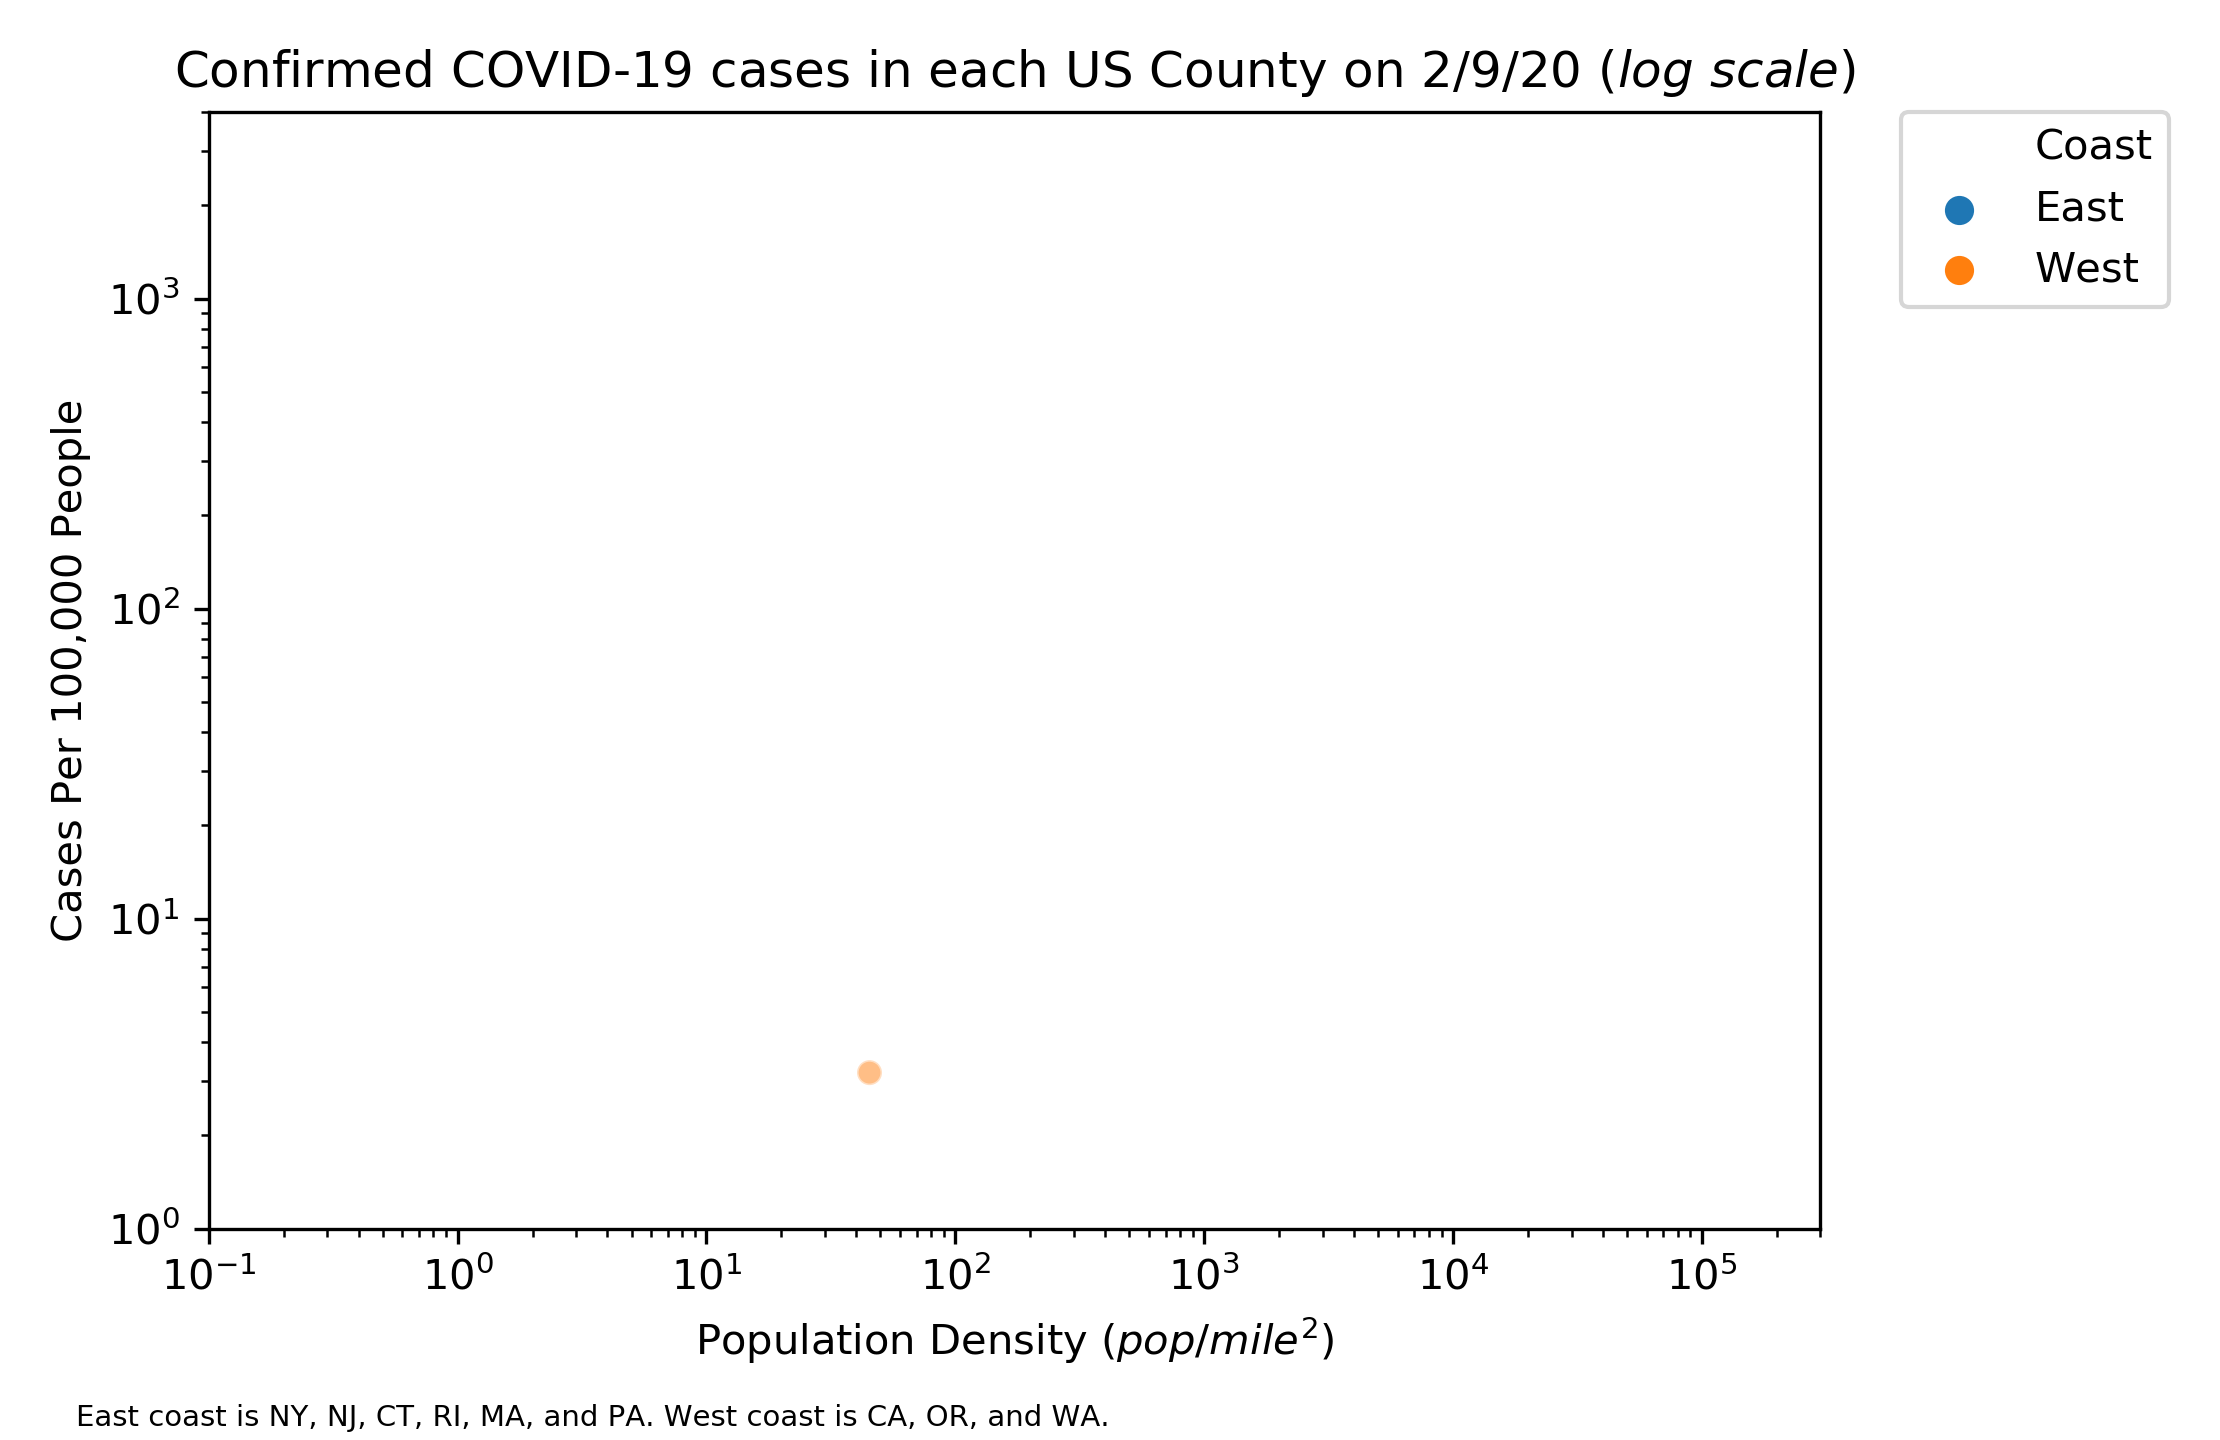 Confirmed COVID-19 cases in each US County on 2/9/20 (log scale)
Coast
East
West
10³
10²
10¹
10⁰
Cases Per 100,000 People
10⁻¹ 10⁰ 10¹ 10² 10³ 10⁴ 10⁵
Population Density (pop/mile²)
East coast is NY, NJ, CT, RI, MA, and PA. West coast is CA, OR, and WA.